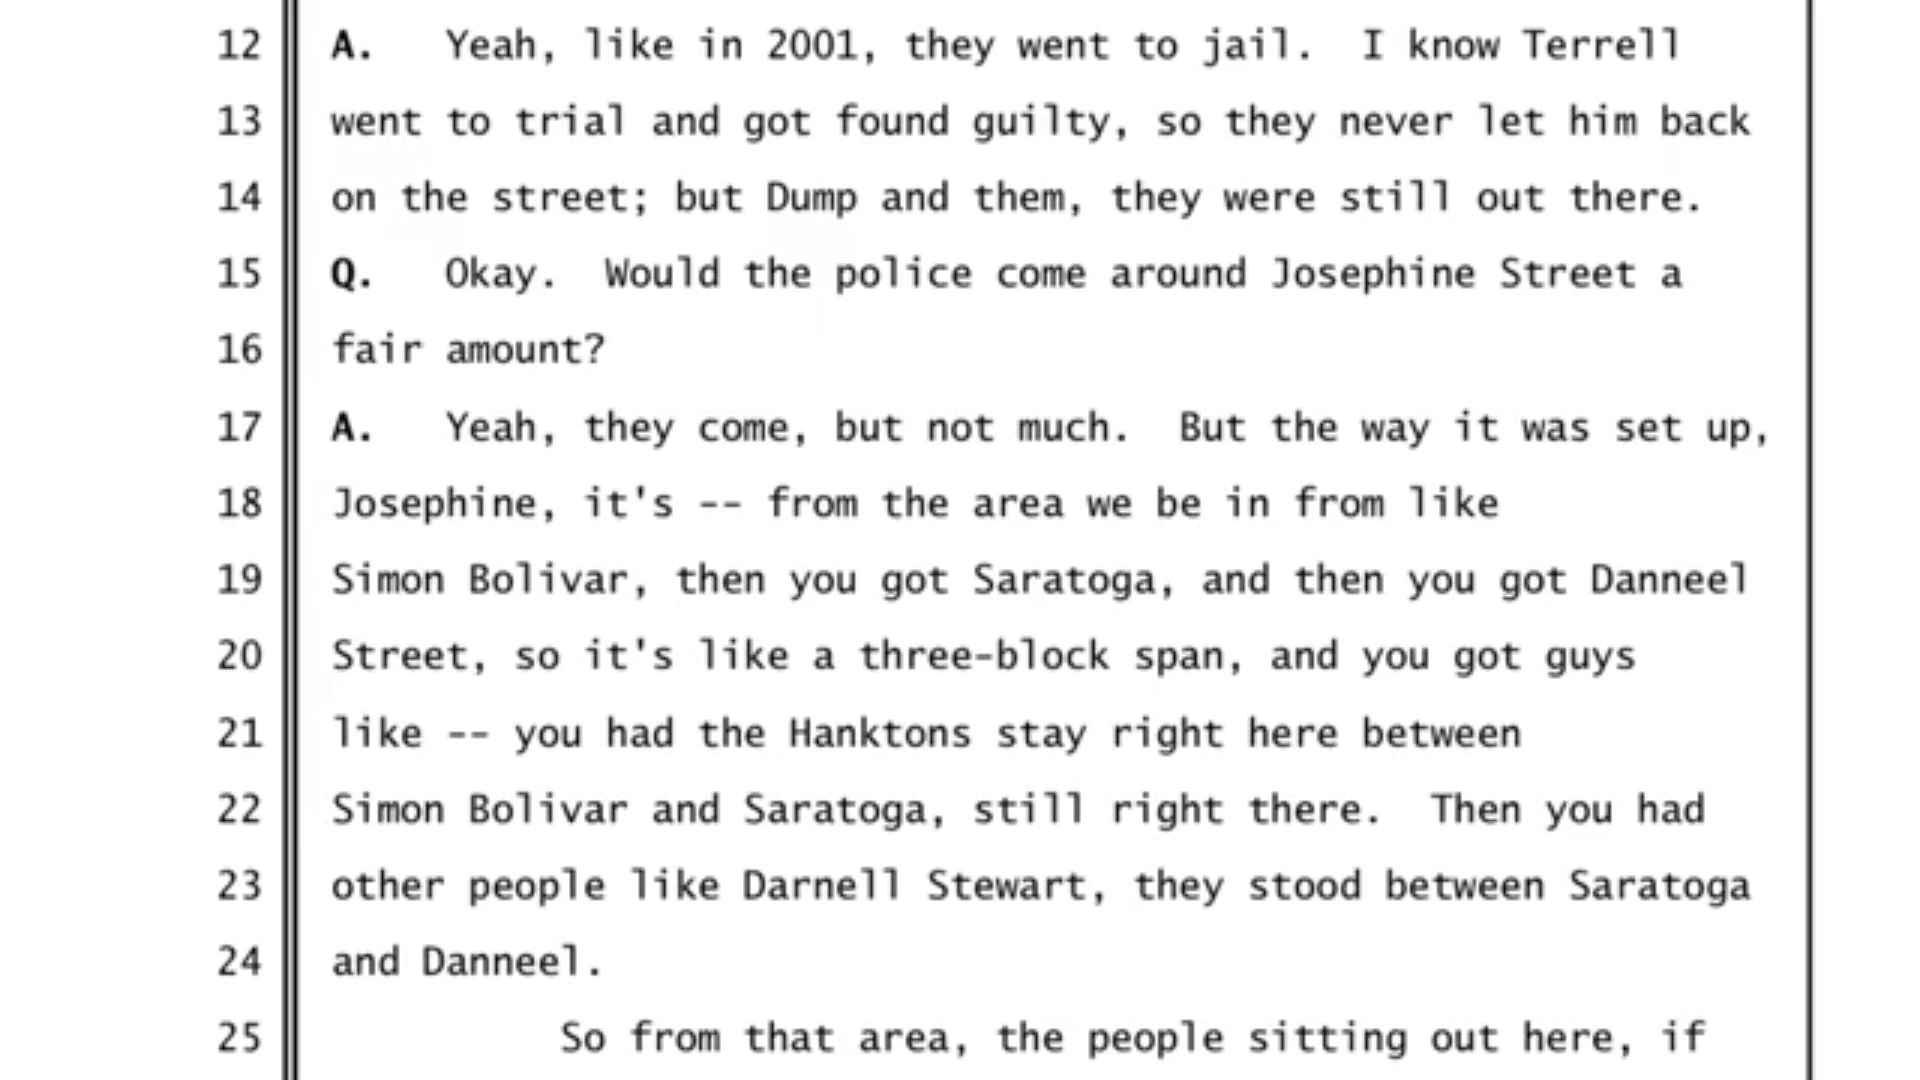 12 A. Yeah, like in 2001, they went to jail. I know Terrell
13 went to trial and got found guilty, so they never let him back
14 on the street; but Dump and them, they were still out there.
15 Q. Okay. Would the police come around Josephine Street a
16 fair amount?
17 A. Yeah, they come, but not much. But the way it was set up,
18 Josephine, it's -- from the area we be in from like
19 Simon Bolivar, then you got Saratoga, and then you got Danneel
20 Street, so it's like a three-block span, and you got guys
21 like -- you had the Hanktons stay right here between
22 Simon Bolivar and Saratoga, still right there. Then you had
23 other people like Darnell Stewart, they stood between Saratoga
24 and Danneel.
25 So from that area, the people sitting out here, if